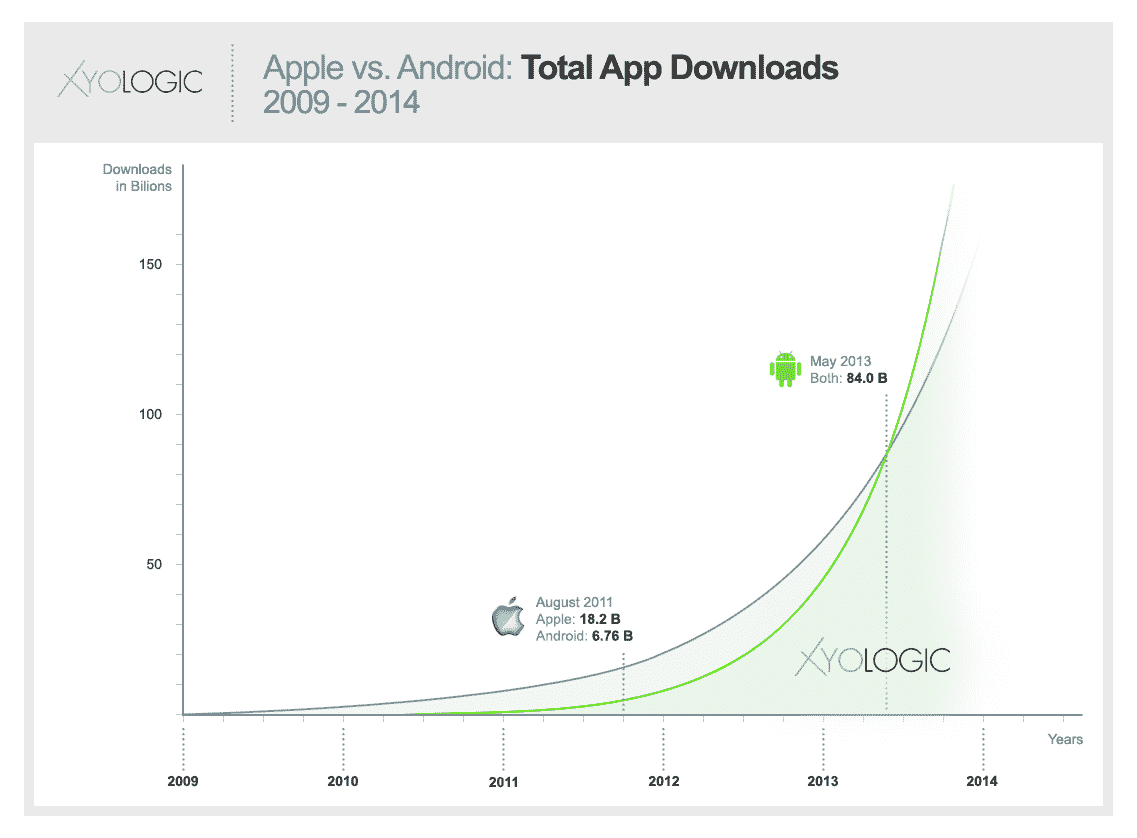 XYOLOGIC
Apple vs. Android: Total App Downloads
2009 - 2014
Downloads
in Bilions
150
100
50
May 2013
Both: 84.0 B
August 2011
Apple: 18.2 B
Android: 6.76 B
XYOLOGIC
Years
2009
2010
2011
2012
2013
2014